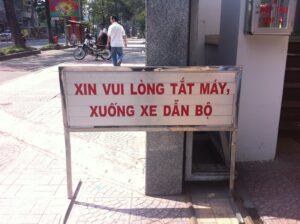 XIN VUI LÒNG TẮT MÁY,
XUỐNG XE DẪN BỘ